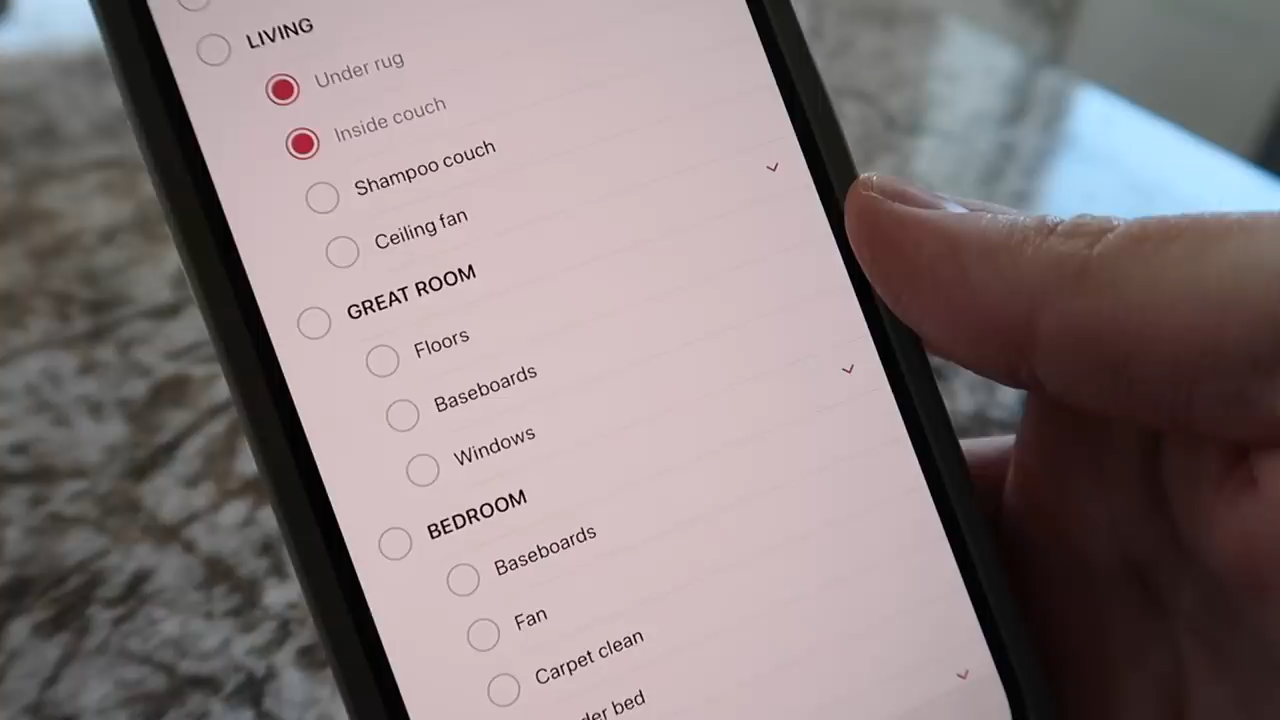 LIVING
Under rug
Inside couch
Shampoo couch
Ceiling fan
GREAT ROOM
Floors
Baseboards
Windows
BEDROOM
Baseboards
Fan
Carpet clean
bed